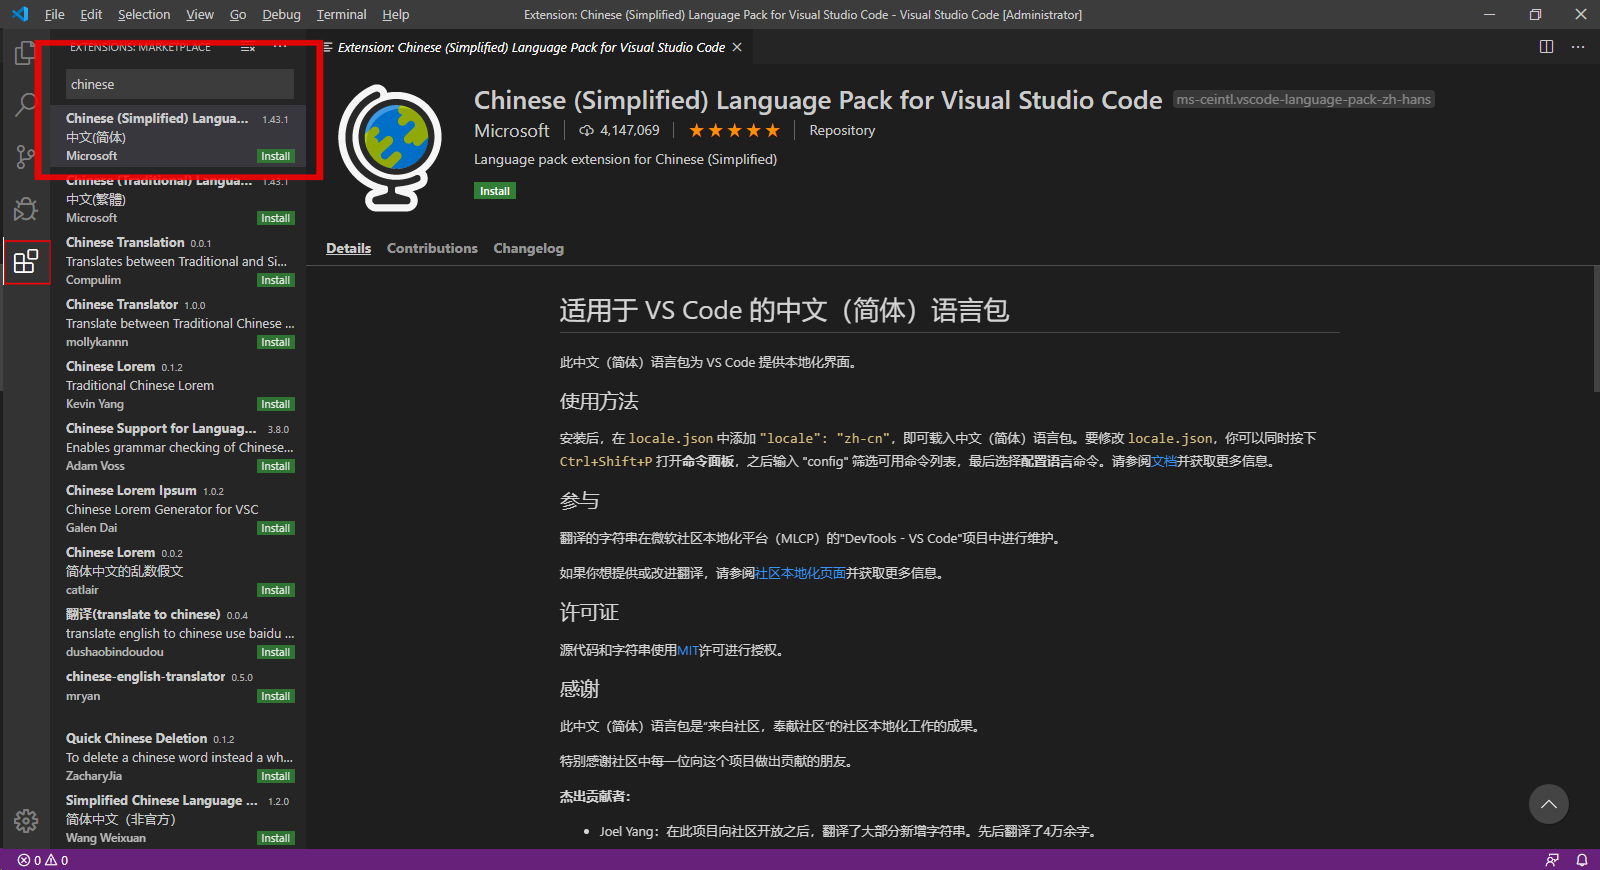 File Edit Selection View Go Debug Terminal Help
Extension: Chinese (Simplified) Language Pack for Visual Studio Code - Visual Studio Code [Administrator]
EXTENSIONS: MARKETPLACE
chinese
Chinese (Simplified) Langua... 1.43.1
中文(简体)
Microsoft Install
Chinese (Traditional) Langua... 1.43.1
中文(繁體)
Microsoft Install
Chinese Translation 0.0.1
Translates between Traditional and Si...
Compulim Install
Chinese Translator 1.0.0
Translate between Traditional Chinese ...
mollykannn Install
Chinese Lorem 0.1.2
Traditional Chinese Lorem
Kevin Yang Install
Chinese Support for Languag... 3.8.0
Enables grammar checking of Chinese...
Adam Voss Install
Chinese Lorem Ipsum 1.0.2
Chinese Lorem Generator for VSC
Galen Dai Install
Chinese Lorem 0.0.2
简体中文的乱数假文
catlair Install
翻译(translate to chinese) 0.0.4
translate english to chinese use baidu ...
dushaobindoudou Install
chinese-english-translator 0.5.0
mryan Install
Quick Chinese Deletion 0.1.2
To delete a chinese word instead a wh...
ZacharyJia Install
Simplified Chinese Language ... 1.2.0
简体中文（非官方）
Wang Weixuan Install
Extension: Chinese (Simplified) Language Pack for Visual Studio Code
Chinese (Simplified) Language Pack for Visual Studio Code ms-ceintl.vscode-language-pack-zh-hans
Microsoft 4,147,069 Repository
Language pack extension for Chinese (Simplified)
Install
Details Contributions Changelog
适用于 VS Code 的中文（简体）语言包
此中文（简体）语言包为 VS Code 提供本地化界面。
使用方法
安装后，在 locale.json 中添加 "locale": "zh-cn"，即可载入中文（简体）语言包。要修改 locale.json，你可以同时按下
Ctrl+Shift+P 打开命令面板，之后输入 "config" 筛选可用命令列表，最后选择配置语言命令。请参阅文档并获取更多信息。
参与
翻译的字符串在微软社区本地化平台（MLCP）的"DevTools - VS Code"项目中进行维护。
如果你想提供或改进翻译，请参阅社区本地化页面并获取更多信息。
许可证
源代码和字符串使用MIT许可进行授权。
感谢
此中文（简体）语言包是“来自社区，奉献社区”的社区本地化工作的成果。
特别感谢社区中每一位向这个项目做出贡献的朋友。
杰出贡献者：
• Joel Yang：在此项目向社区开放之后，翻译了大部分新增字符串。先后翻译了4万余字。
0 0